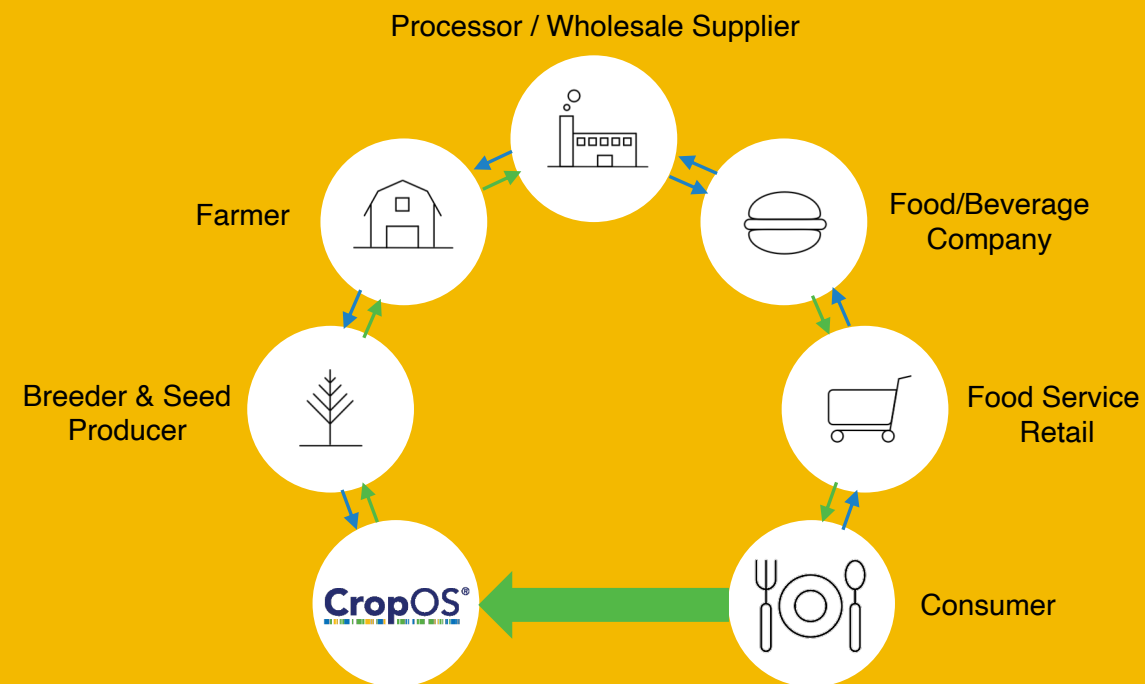 Processor / Wholesale Supplier
Farmer
Food/Beverage
Company
Breeder & Seed
Producer
Food Service
Retail
CropOS®
Consumer